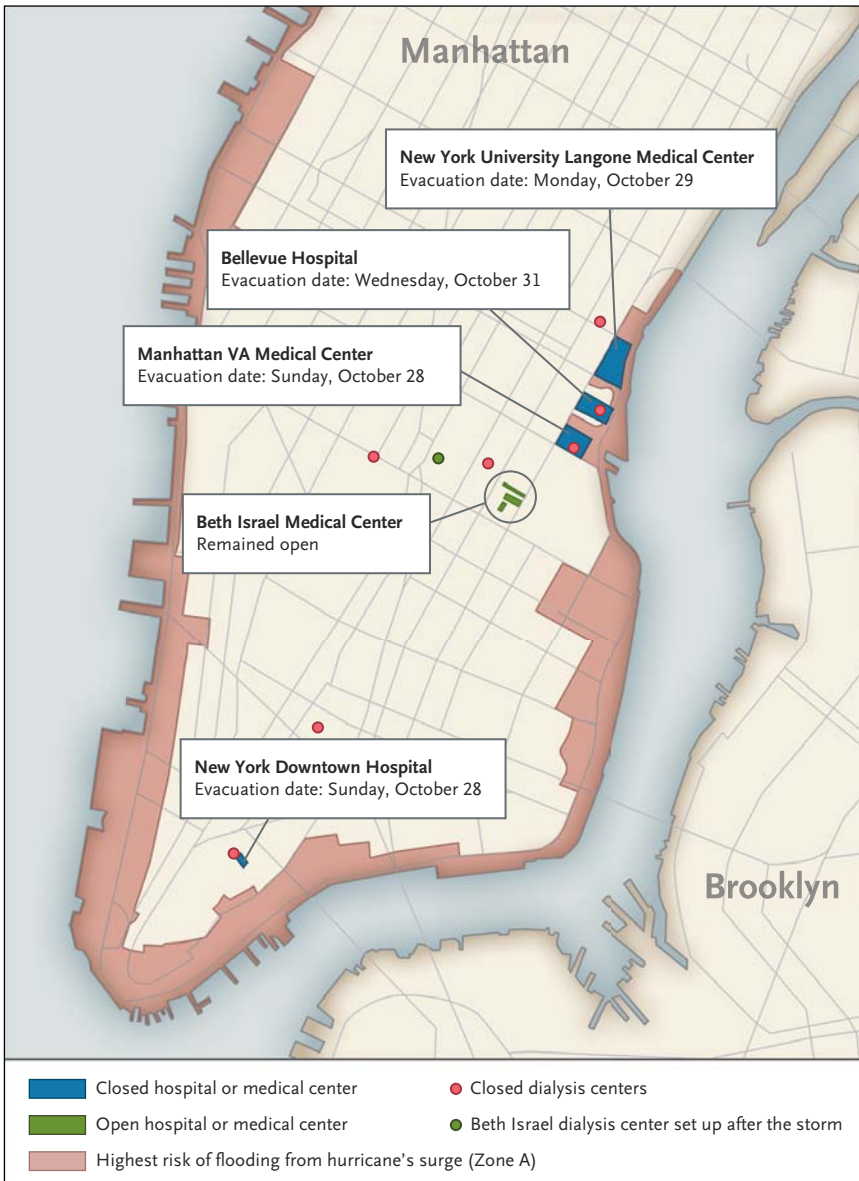 Manhattan
New York University Langone Medical Center
Evacuation date: Monday, October 29
Bellevue Hospital
Evacuation date: Wednesday, October 31
Manhattan VA Medical Center
Evacuation date: Sunday, October 28
Beth Israel Medical Center
Remained open
New York Downtown Hospital
Evacuation date: Sunday, October 28
Brooklyn
Closed hospital or medical center
Closed dialysis centers
Open hospital or medical center
Beth Israel dialysis center set up after the storm
Highest risk of flooding from hurricane's surge (Zone A)